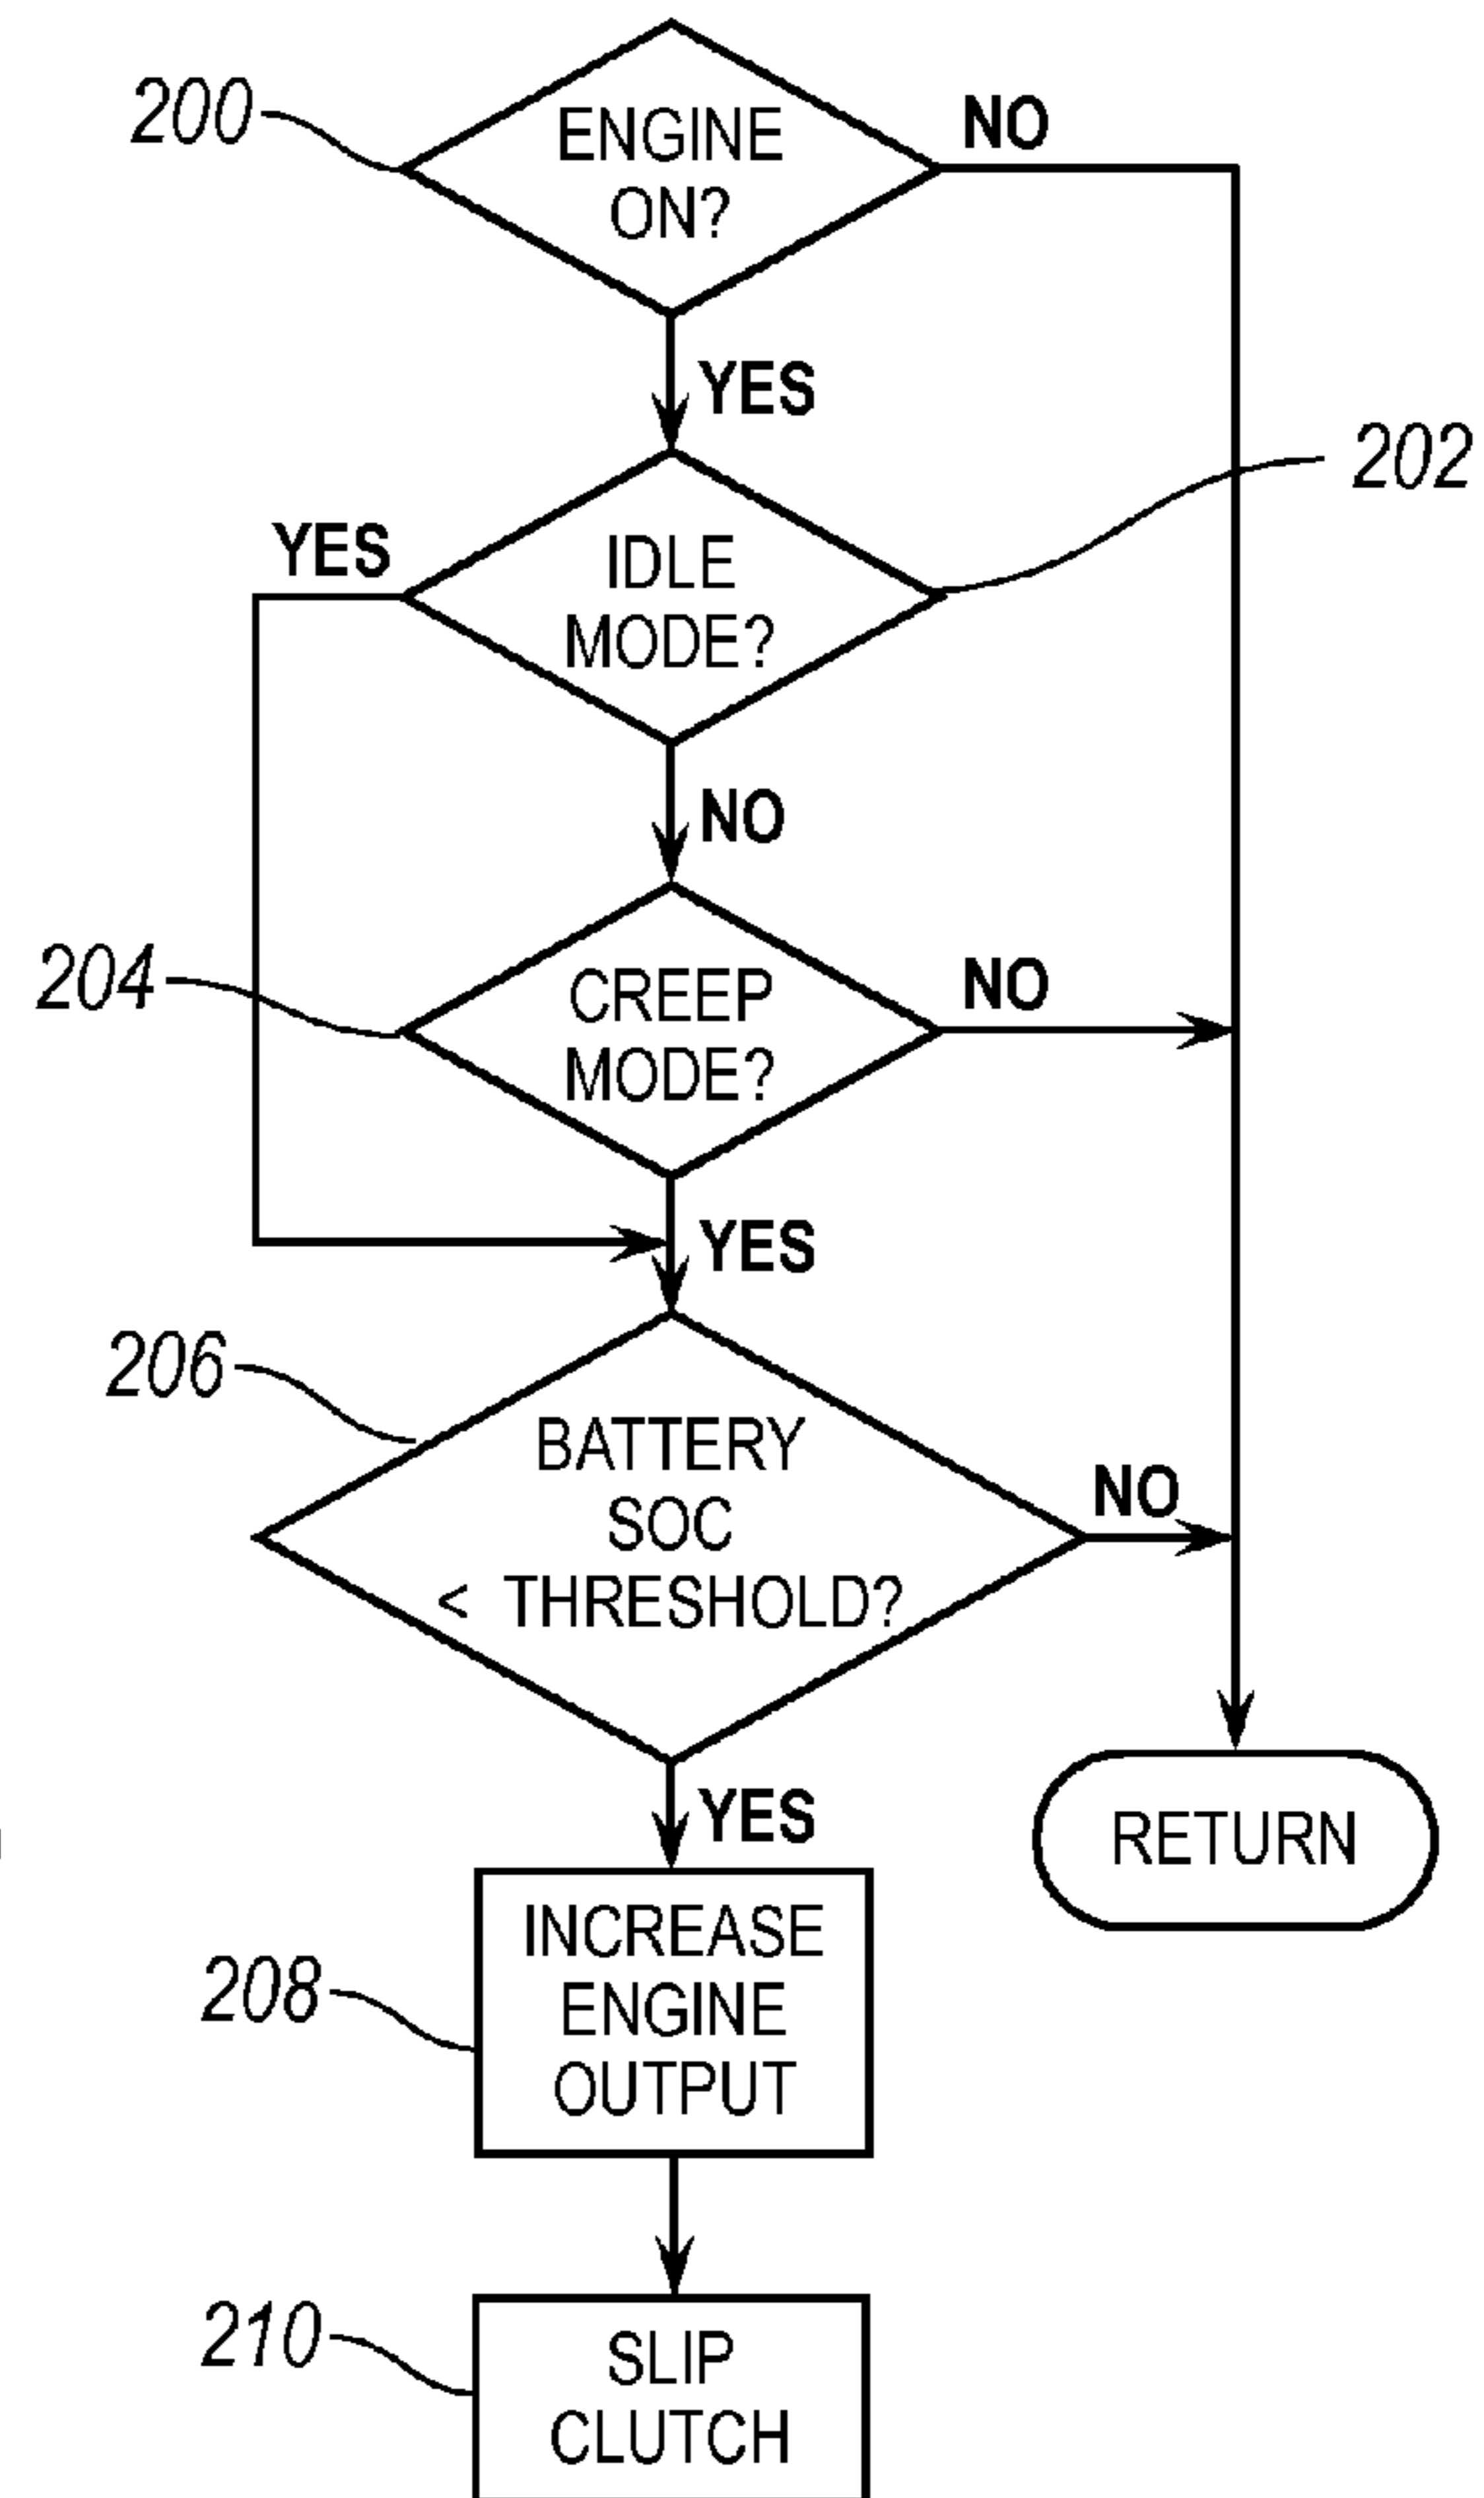 200
ENGINE
ON?
NO
YES
202
YES
IDLE
MODE?
NO
204
CREEP
MODE?
NO
YES
206
BATTERY
SOC
< THRESHOLD?
NO
YES
RETURN
208
INCREASE
ENGINE
OUTPUT
210
SLIP
CLUTCH